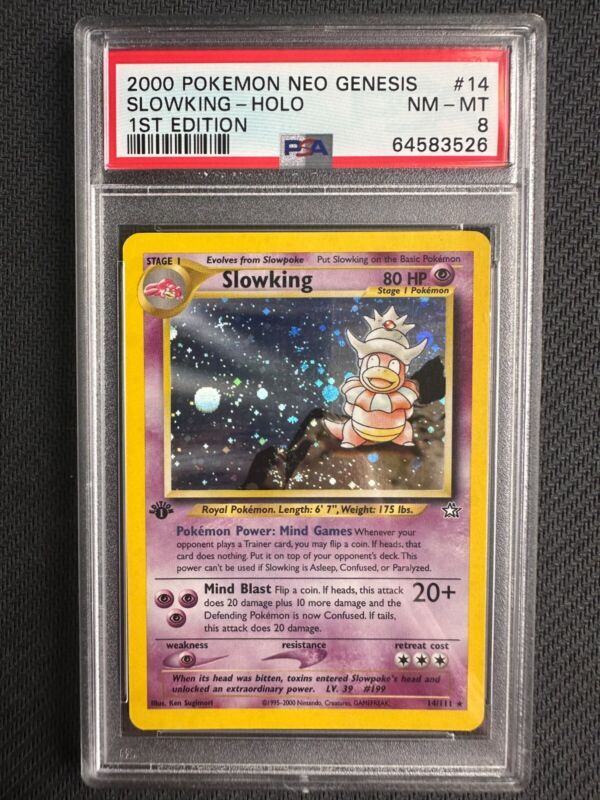 2000 POKEMON NEO GENESIS #14
SLOWKING-HOLO NM-MT
1ST EDITION 8
PSA 64583526
STAGE 1 Evolves from Slowpoke Put Slowking on the Basic Pokémon
Slowking 80 HP
Stage 1 Pokémon
EDITION
1
Royal Pokémon. Length: 6' 7", Weight: 175 lbs.
Pokémon Power: Mind Games Whenever your
opponent plays a Trainer card, you may flip a coin. If heads, that
card does nothing. Put it on top of your opponent's deck. This
power can't be used if Slowking is Asleep, Confused, or Paralyzed.
Mind Blast Flip a coin. If heads, this attack 20+
does 20 damage plus 10 more damage and the
Defending Pokémon is now Confused. If tails,
this attack does 20 damage.
weakness resistance retreat cost
When its head was bitten, toxins entered Slowpoke's head and
unlocked an extraordinary power. LV. 39 #199
Illus. Ken Sugimori ©1995-2000 Nintendo, Creatures, GAMEFREAK. 14/111 ★